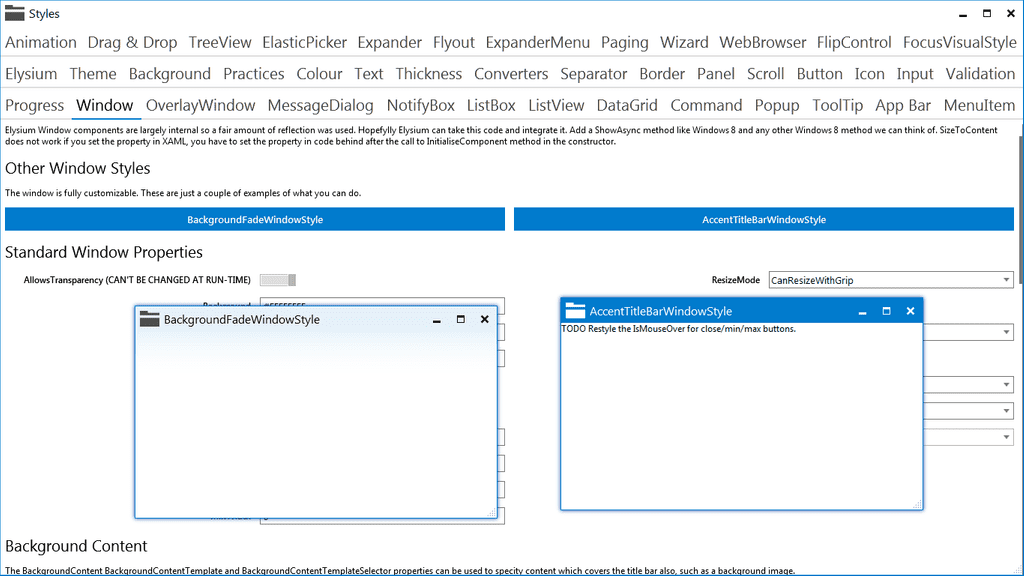 Styles
Animation Drag & Drop TreeView ElasticPicker Expander Flyout ExpanderMenu Paging Wizard WebBrowser FlipControl FocusVisualStyle
Elysium Theme Background Practices Colour Text Thickness Converters Separator Border Panel Scroll Button Icon Input Validation
Progress Window OverlayWindow MessageDialog NotifyBox ListBox ListView DataGrid Command Popup ToolTip App Bar MenuItem
Elysium Window components are largely internal so a fair amount of reflection was used. Hopefylly Elysium can take this code and integrate it. Add a ShowAsync method like Windows 8 and any other Windows 8 method we can think of. SizeToContent
does not work if you set the property in XAML, you have to set the property in code behind after the call to InitialiseComponent method in the constructor.
Other Window Styles
The window is fully customizable. These are just a couple of examples of what you can do.
BackgroundFadeWindowStyle AccentTitleBarWindowStyle
Standard Window Properties
AllowsTransparency (CAN'T BE CHANGED AT RUN-TIME) ResizeMode CanResizeWithGrip
BackgroundFadeWindowStyle
AccentTitleBarWindowStyle
TODO Restyle the IsMouseOver for close/min/max buttons.
Background Content
The BackgroundContent BackgroundContentTemplate and BackgroundContentTemplateSelector properties can be used to specity content which covers the title bar also, such as a background image.